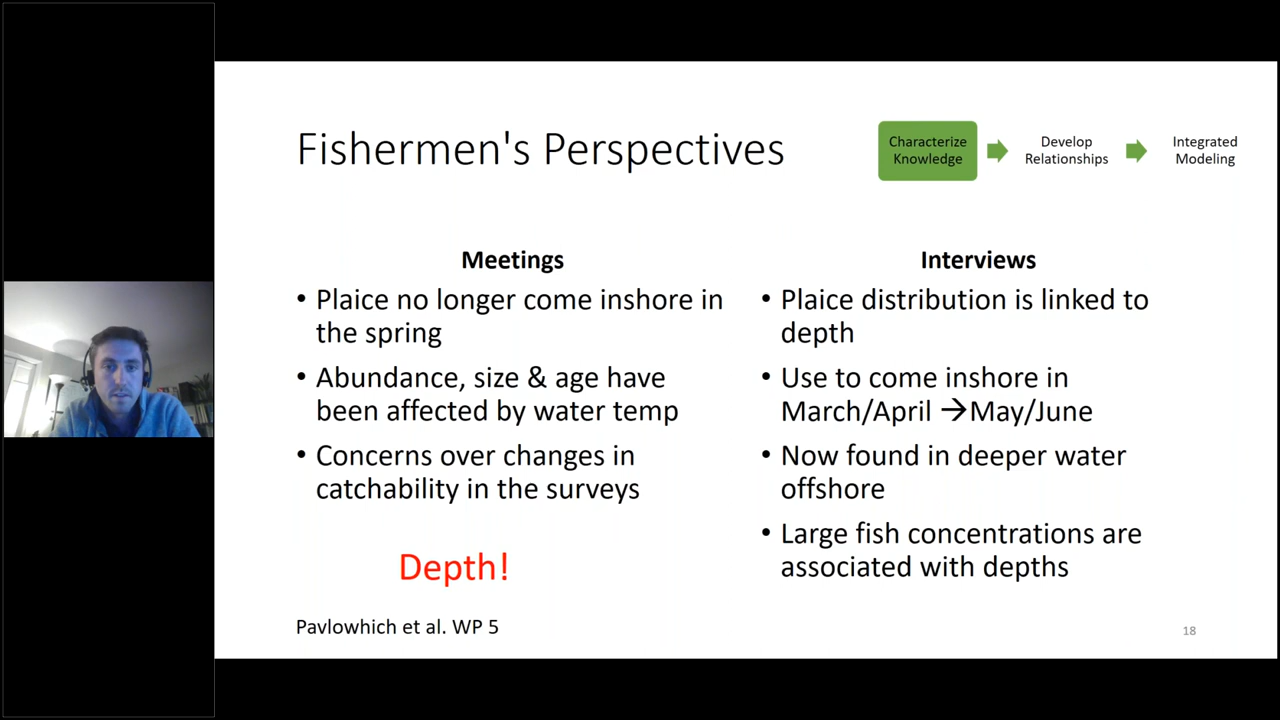 Fishermen's Perspectives
Characterize
Knowledge
Develop
Relationships
Integrated
Modeling
Meetings
• Plaice no longer come inshore in
the spring
• Abundance, size & age have
been affected by water temp
• Concerns over changes in
catchability in the surveys
Depth!
Interviews
• Plaice distribution is linked to
depth
• Use to come inshore in
March/April →May/June
• Now found in deeper water
offshore
• Large fish concentrations are
associated with depths
Pavlowhich et al. WP 5
18